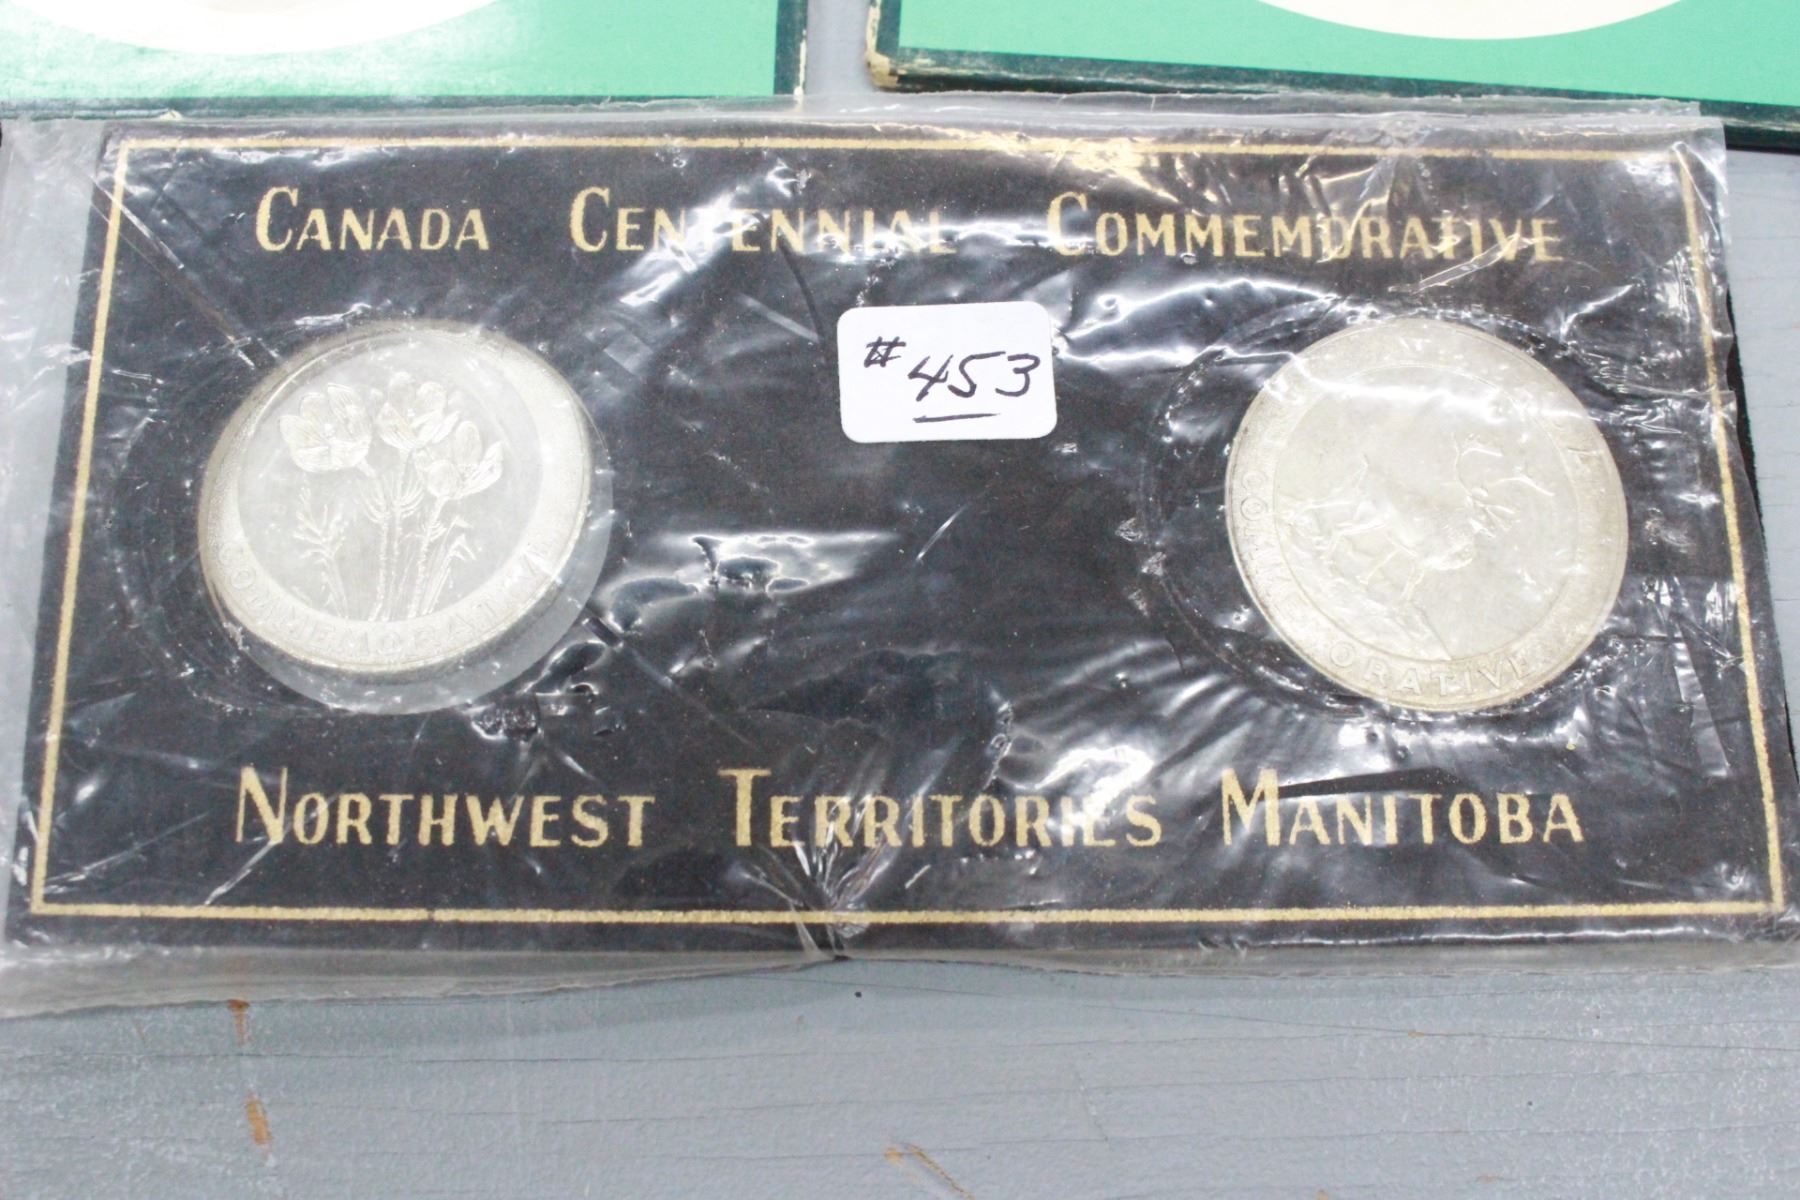 CANADA CENTENNIAL COMMEMORATIVE
#453
COMMEMORATIVE
COMMEMORATIVE
NORTHWEST TERRITORIES MANITOBA